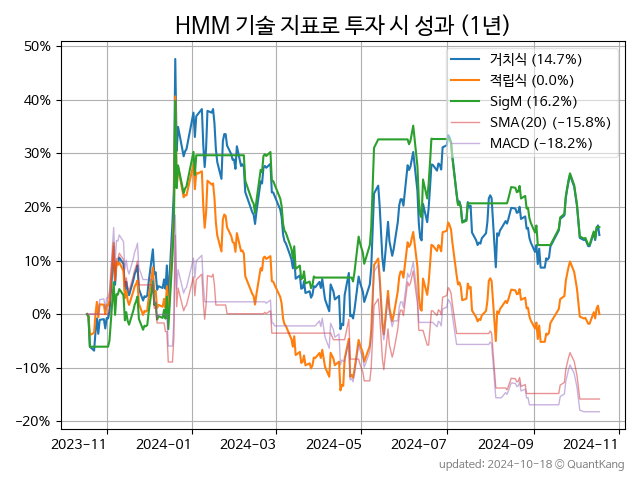 HMM 기술 지표로 투자 시 성과 (1년)
50%
40%
30%
20%
10%
0%
−10%
−20%
거치식 (14.7%)
적립식 (0.0%)
SigM (16.2%)
SMA(20) (−15.8%)
MACD (−18.2%)
2023-11
2024-01
2024-03
2024-05
2024-07
2024-09
2024-11
updated: 2024-10-18 © QuantKang